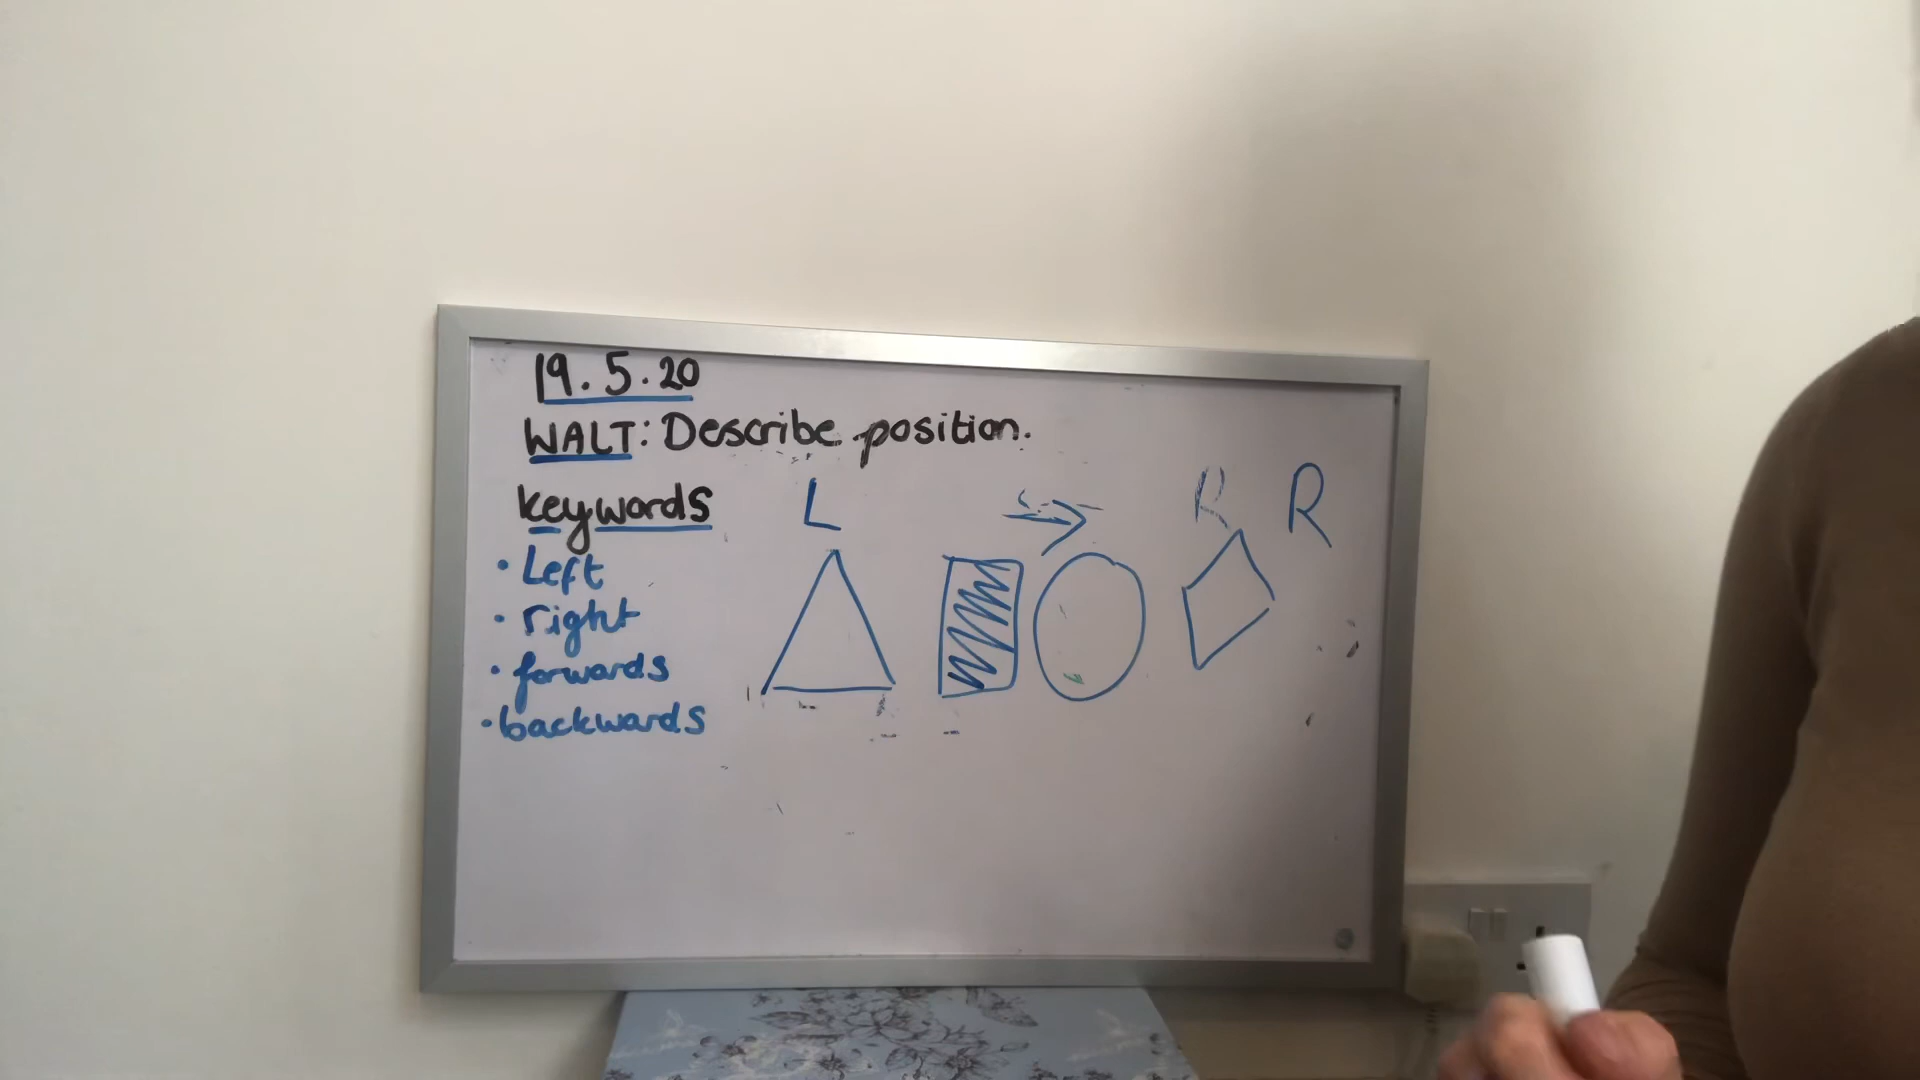 19.5.20
WALT: Describe position.
keywords
L
R
R
• Left
• right
• forwards
• backwards